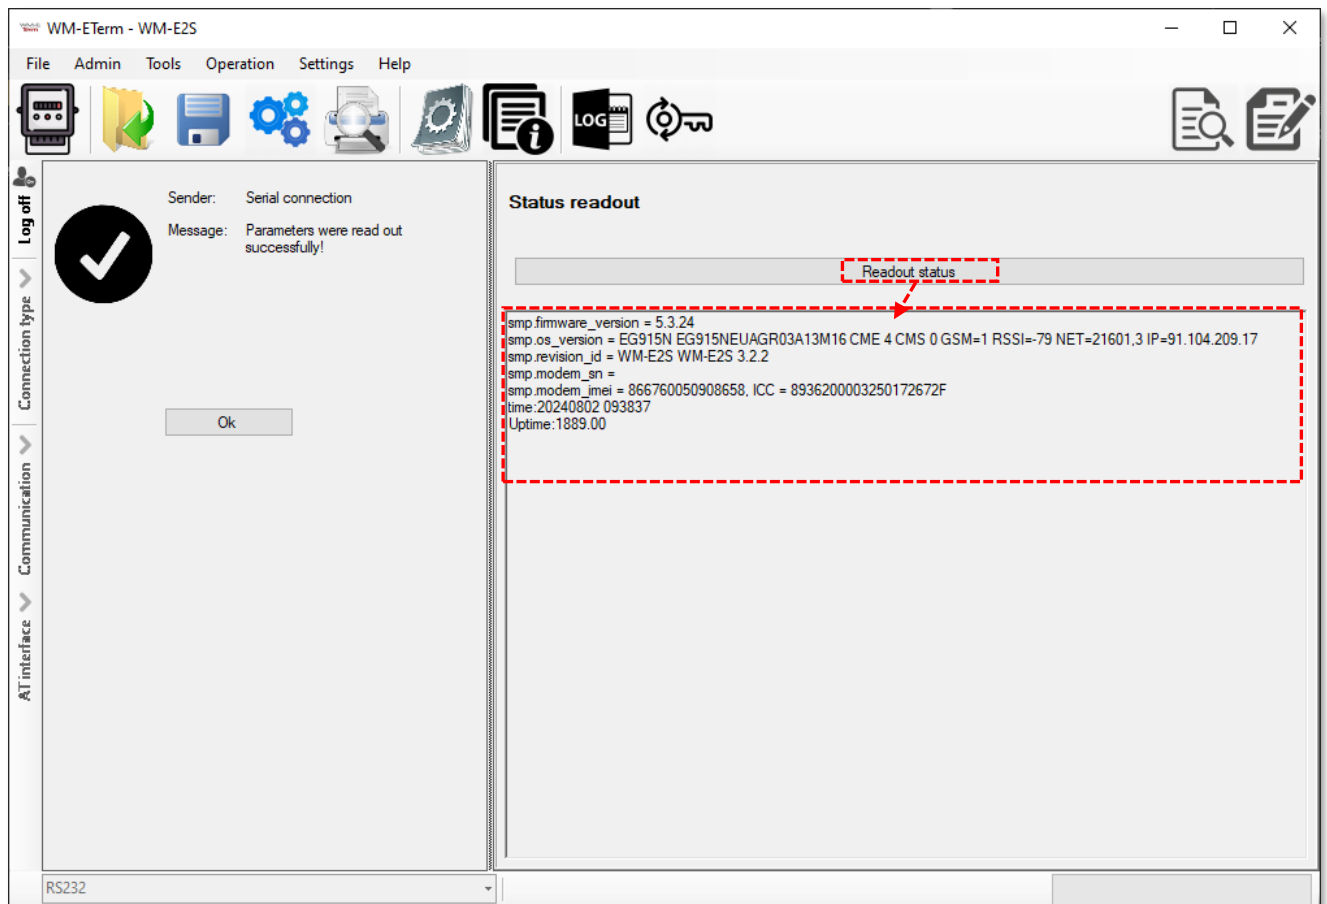 WM-ETerm - WM-E2S
File Admin Tools Operation Settings Help
LOG
Log off
Connection type
Communication
AT interface
Sender: Serial connection
Message: Parameters were read out
successfully!
Ok
Status readout
Readout status
smp.firmware_version = 5.3.24
smp.os_version = EG915N EG915NEUAGR03A13M16 CME 4 CMS 0 GSM=1 RSSI=-79 NET=21601,3 IP=91.104.209.17
smp.revision_id = WM-E2S WM-E2S 3.2.2
smp.modem_sn =
smp.modem_imei = 866760050908658, ICC = 8936200003250172672F
time:20240802 093837
Uptime:1889.00
RS232